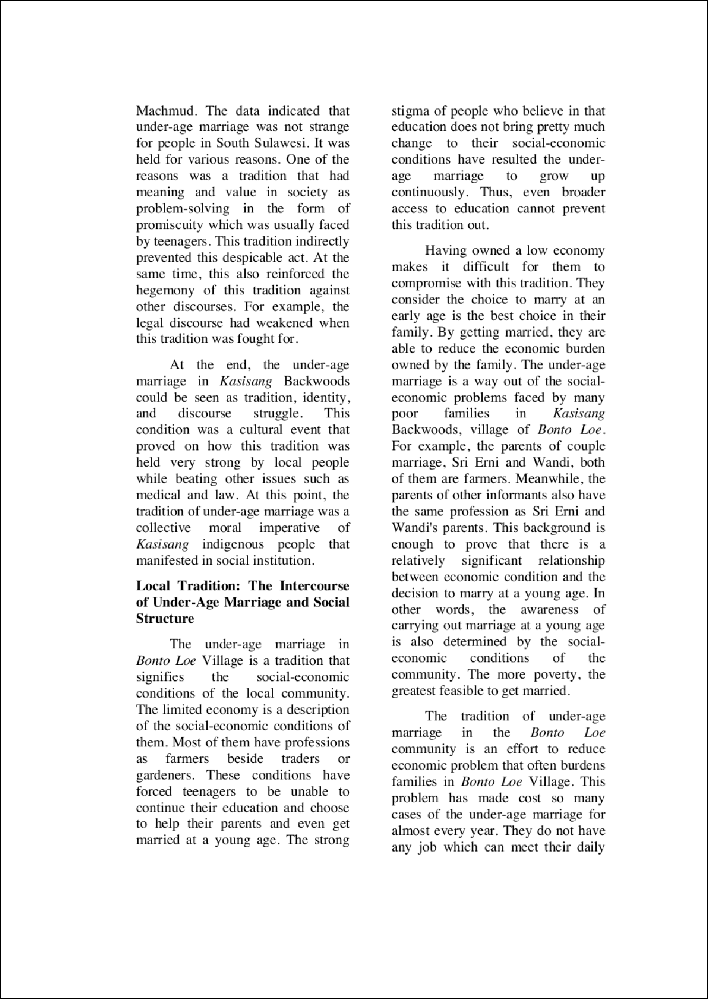 Machmud. The data indicated that
under-age marriage was not strange
for people in South Sulawesi. It was
held for various reasons. One of the
reasons was a tradition that had
meaning and value in society as
problem-solving in the form of
promiscuity which was usually faced
by teenagers. This tradition indirectly
prevented this despicable act. At the
same time, this also reinforced the
hegemony of this tradition against
other discourses. For example, the
legal discourse had weakened when
this tradition was fought for.
At the end, the under-age
marriage in Kasisang Backwoods
could be seen as tradition, identity,
and discourse struggle. This
condition was a cultural event that
proved on how this tradition was
held very strong by local people
while beating other issues such as
medical and law. At this point, the
tradition of under-age marriage was a
collective moral imperative of
Kasisang indigenous people that
manifested in social institution.
Local Tradition: The Intercourse
of Under-Age Marriage and Social
Structure
The under-age marriage in
Bonto Loe Village is a tradition that
signifies the social-economic
conditions of the local community.
The limited economy is a description
of the social-economic conditions of
them. Most of them have professions
as farmers beside traders or
gardeners. These conditions have
forced teenagers to be unable to
continue their education and choose
to help their parents and even get
married at a young age. The strong
stigma of people who believe in that
education does not bring pretty much
change to their social-economic
conditions have resulted the under-
age marriage to grow up
continuously. Thus, even broader
access to education cannot prevent
this tradition out.
Having owned a low economy
makes it difficult for them to
compromise with this tradition. They
consider the choice to marry at an
early age is the best choice in their
family. By getting married, they are
able to reduce the economic burden
owned by the family. The under-age
marriage is a way out of the social-
economic problems faced by many
poor families in Kasisang
Backwoods, village of Bonto Loe.
For example, the parents of couple
marriage, Sri Erni and Wandi, both
of them are farmers. Meanwhile, the
parents of other informants also have
the same profession as Sri Erni and
Wandi's parents. This background is
enough to prove that there is a
relatively significant relationship
between economic condition and the
decision to marry at a young age. In
other words, the awareness of
carrying out marriage at a young age
is also determined by the social-
economic conditions of the
community. The more poverty, the
greatest feasible to get married.
The tradition of under-age
marriage in the Bonto Loe
community is an effort to reduce
economic problem that often burdens
families in Bonto Loe Village. This
problem has made cost so many
cases of the under-age marriage for
almost every year. They do not have
any job which can meet their daily